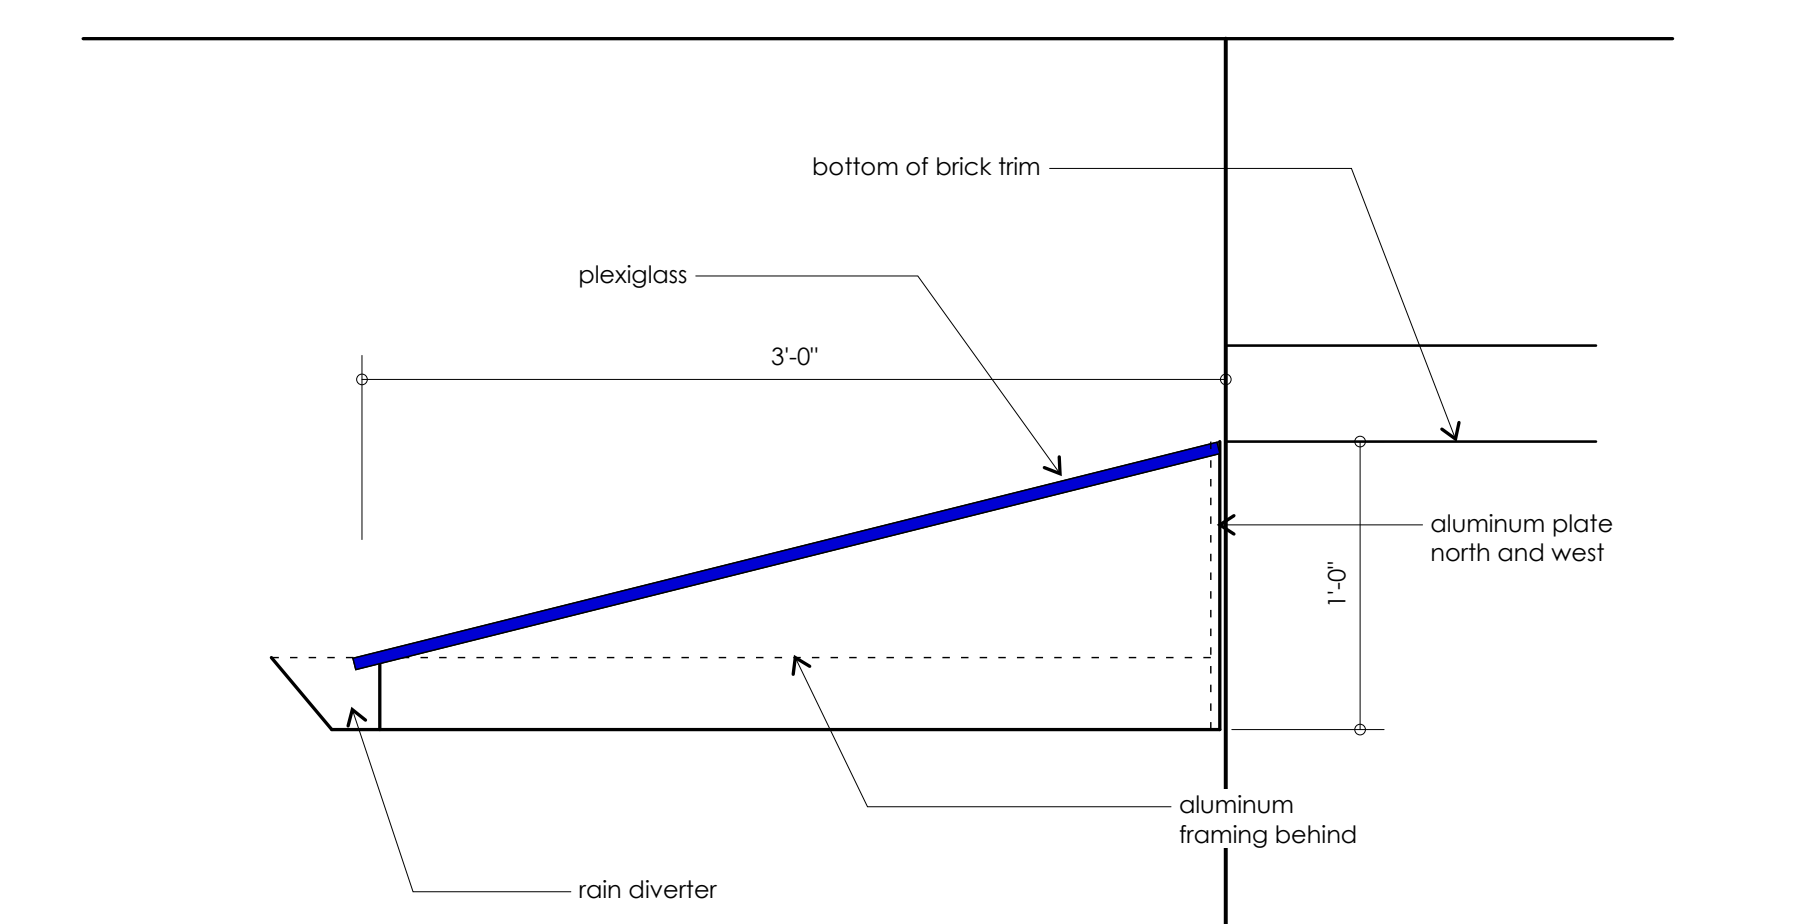 bottom of brick trim
plexiglass
3'-0"
aluminum plate
north and west
1'-0"
aluminum
framing behind
rain diverter